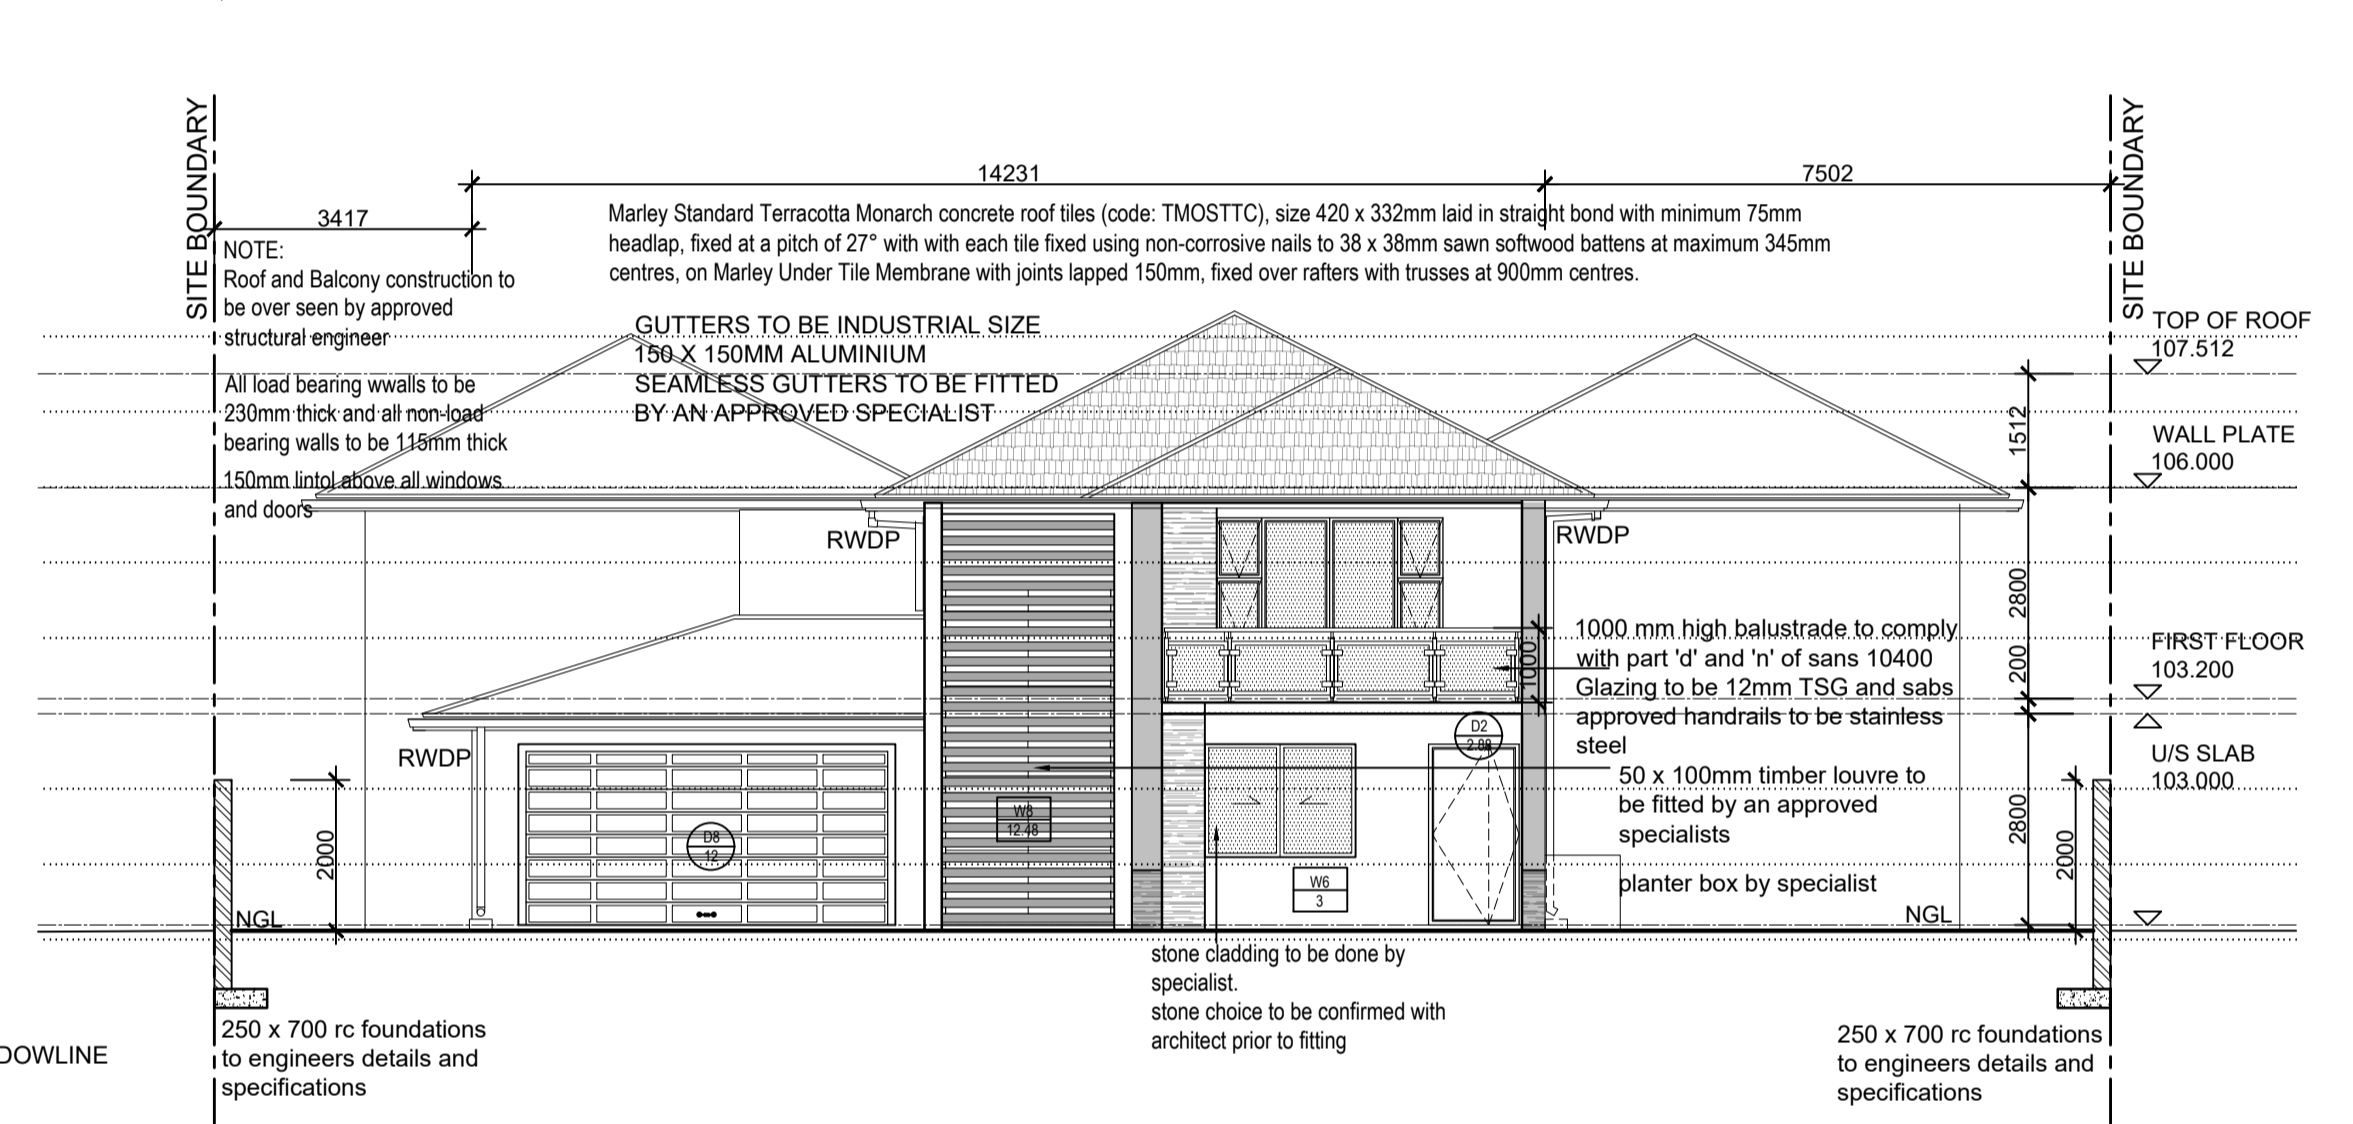 SITE BOUNDARY
SITE BOUNDARY
14231
7502
3417
Marley Standard Terracotta Monarch concrete roof tiles (code: TMOSTTC), size 420 x 332mm laid in straight bond with minimum 75mm
headlap, fixed at a pitch of 27° with with each tile fixed using non-corrosive nails to 38 x 38mm sawn softwood battens at maximum 345mm
centres, on Marley Under Tile Membrane with joints lapped 150mm, fixed over rafters with trusses at 900mm centres.
NOTE:
Roof and Balcony construction to
be over seen by approved
structural engineer
All load bearing wwalls to be
230mm thick and all non-load
bearing walls to be 115mm thick
150mm lintol above all windows
and doors
GUTTERS TO BE INDUSTRIAL SIZE
150 X 150MM ALUMINIUM
SEAMLESS GUTTERS TO BE FITTED
BY AN APPROVED SPECIALIST
TOP OF ROOF
107.512
1512
WALL PLATE
106.000
RWDP
RWDP
2800
1000 mm high balustrade to comply
with part 'd' and 'n' of sans 10400
Glazing to be 12mm TSG and sabs
approved handrails to be stainless
steel
1000
200
FIRST FLOOR
103.200
U/S SLAB
103.000
RWDP
D2
2.88
50 x 100mm timber louvre to
be fitted by an approved
specialists
2000
D8
12
W8
12.48
W6
3
2800
2000
planter box by specialist
NGL
NGL
stone cladding to be done by
specialist.
stone choice to be confirmed with
architect prior to fitting
250 x 700 rc foundations
to engineers details and
specifications
250 x 700 rc foundations
to engineers details and
specifications
DOWLINE